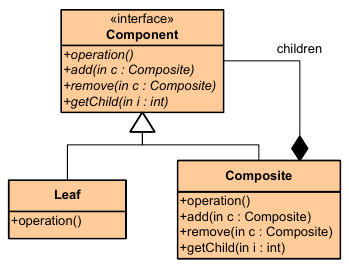 «interface»
Component
+operation()
+add(in c : Composite)
+remove(in c : Composite)
+getChild(in i : int)
children
Leaf
+operation()
Composite
+operation()
+add(in c : Composite)
+remove(in c : Composite)
+getChild(in i : int)